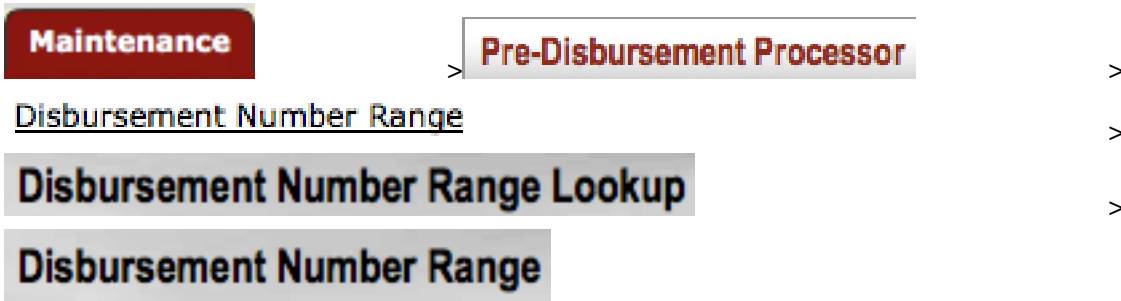 Maintenance > Pre-Disbursement Processor >
Disbursement Number Range >
Disbursement Number Range Lookup >
Disbursement Number Range